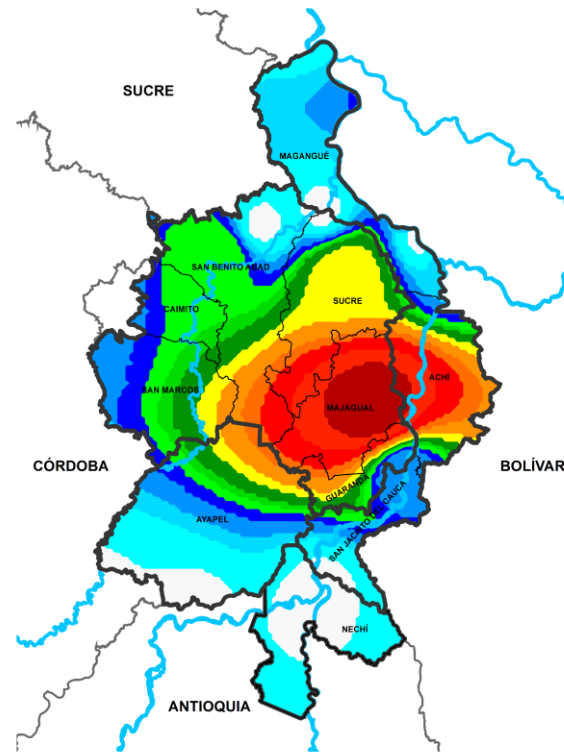 SUCRE
MAGANGUÉ
SAN BENITO ABAD
SUCRE
CAIMITO
ACHÍ
SAN MARCOS
MAJAGUAL
CÓRDOBA
BOLÍVAR
GUARANDA
AYAPEL
SAN JACINTO DEL CAUCA
NECHÍ
ANTIOQUIA